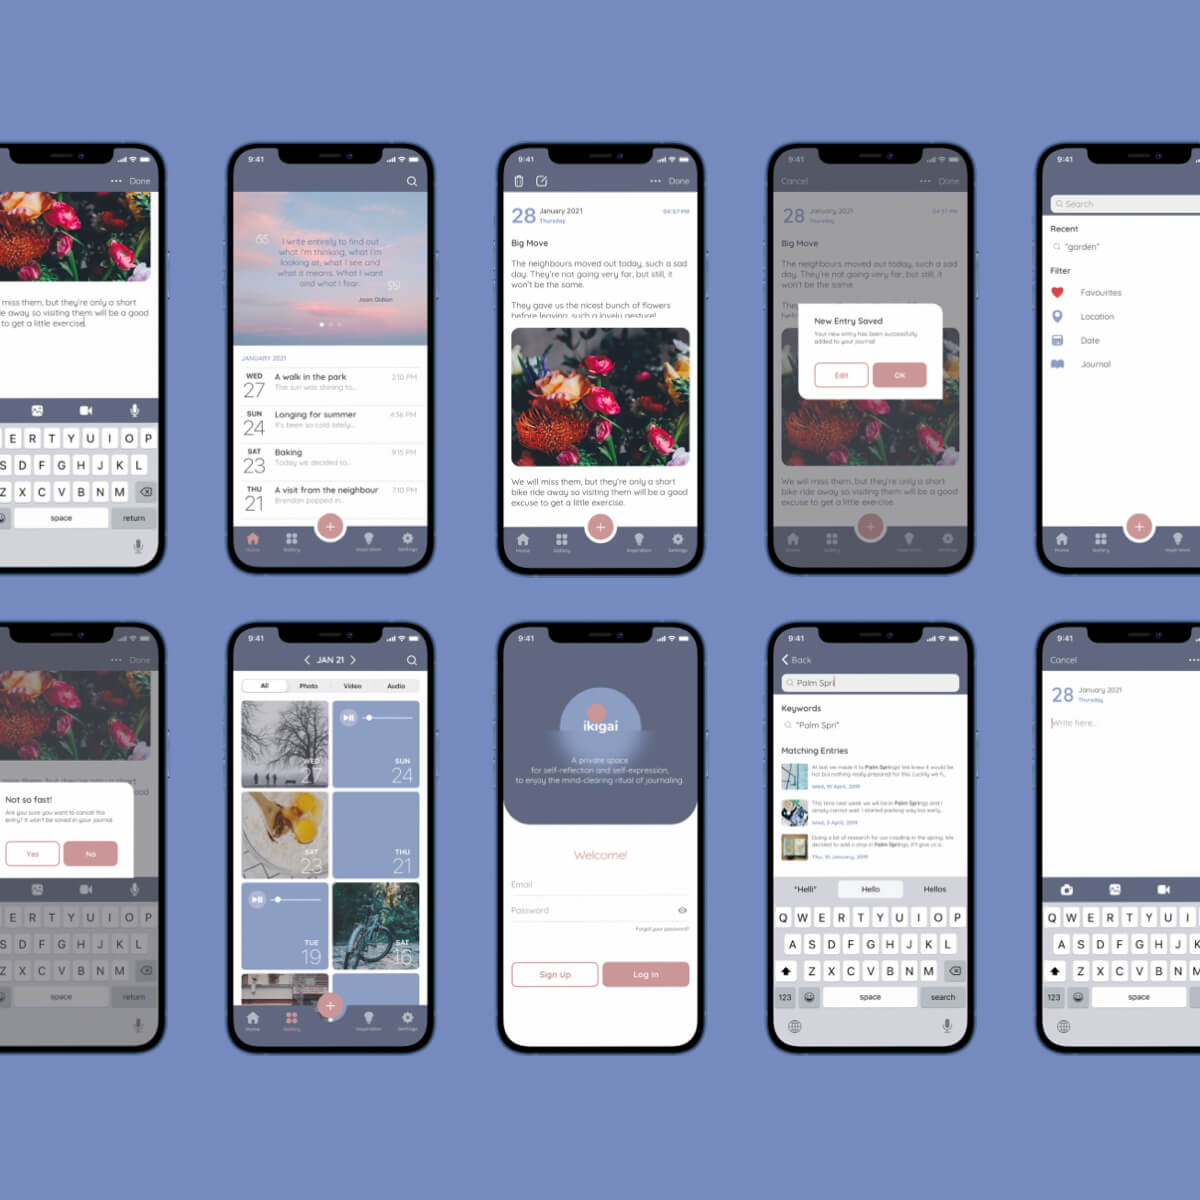 ••• Done
miss them, but they're only a short
e away so visiting them will be a good
to get a little exercise.
E R T Y U I O P
S D F G H J K L
Z X C V B N M
space return
9:41
I write entirely to find out
what I'm thinking, what I'm
looking at, what I see and
what it means. What I want
and what I fear.
Joan Didion
JANUARY 2021
WED 27 A walk in the park 2:10 PM
The sun was shining to...
SUN 24 Longing for summer 4:36 PM
It's been so cold lately...
SAT 23 Baking 9:15 PM
Today we decided to...
THU 21 A visit from the neighbour 7:10 PM
Brendan popped in...
Home Gallery Inspiration Settings
9:41
••• Done
28 January 2021 04:57 PM
Thursday
Big Move
The neighbours moved out today, such a sad
day. They're not going very far, but still, it
won't be the same.
They gave us the nicest bunch of flowers
before leaving, such a lovely gesture!
We will miss them, but they're only a short
bike ride away so visiting them will be a good
excuse to get a little exercise.
Home Gallery Inspiration Settings
9:41
Cancel ••• Done
28 January 2021 04:57 PM
Thursday
Big Move
The neighbours moved out today, such a sad
day. They're not going very far, but still, it
won't be the same.
They
befo
New Entry Saved
Your new entry has been successfully
added to your journal
Edit OK
We will miss them, but they're only a short
bike ride away so visiting them will be a good
excuse to get a little exercise.
Home Gallery Inspiration Settings
9:41
Search
Recent
"garden"
Filter
Favourites
Location
Date
Journal
Home Gallery Inspiration
••• Done
miss them, but they're only a short
ood
Not so fast!
Are you sure you want to cancel this
entry? It won't be saved in your journal
Yes No
E R T Y U I O P
S D F G H J K L
Z X C V B N M
space return
9:41
JAN 21
All Photo Video Audio
WED 27
SUN 24
SAT 23
THU 21
TUE 19
SAT 16
Home Gallery Inspiration Settings
9:41
ikigai
A private space
for self-reflection and self-expression,
to enjoy the mind-clearing ritual of journaling.
Welcome!
Email
Password
Forgot your password?
Sign Up Log In
9:41
Back
Palm Spri
Keywords
"Palm Spri"
Matching Entries
At last we made it to Palm Springs! We knew it would be
hot but nothing really prepared for this. Luckily we h...
Wed, 10 April, 2019
This time next week we will be in Palm Springs and I
simply cannot wait. I started packing way too early...
Wed, 3 April, 2019
Doing a lot of research for our roadtrip in the spring. We
decided to add a stop in Palm Springs, it'll give us a..
Thu, 10 January, 2019
"Helli" Hello Hellos
Q W E R T Y U I O P
A S D F G H J K L
Z X C V B N M
123 space search
9:41
Cancel •••
28 January 2021
Thursday
Write here...
Q W E R T Y U I
A S D F G H J K
Z X C V B N M
123 space